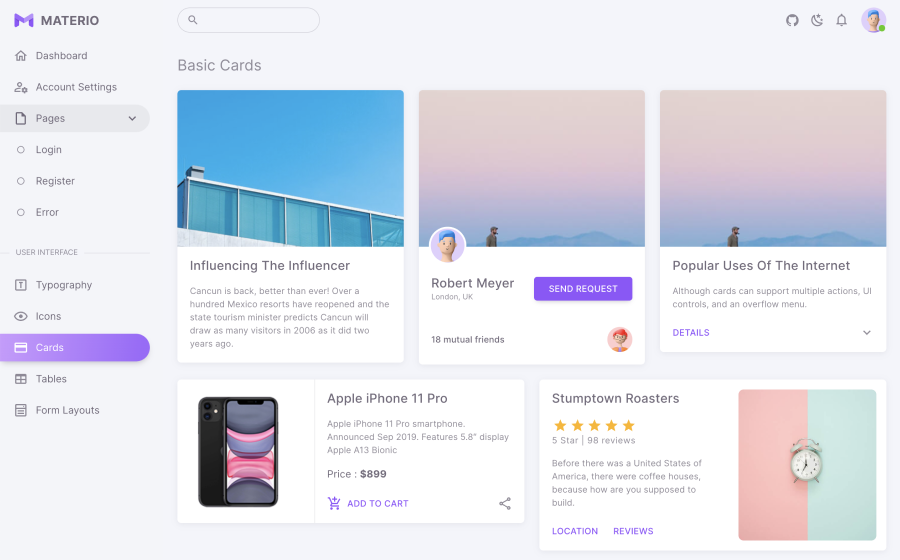 MATERIO
Dashboard
Account Settings
Pages
Login
Register
Error
USER INTERFACE
Typography
Icons
Cards
Tables
Form Layouts
Basic Cards
Influencing The Influencer
Cancun is back, better than ever! Over a
hundred Mexico resorts have reopened and the
state tourism minister predicts Cancun will
draw as many visitors in 2006 as it did two
years ago.
Robert Meyer
London, UK
SEND REQUEST
18 mutual friends
Popular Uses Of The Internet
Although cards can support multiple actions, UI
controls, and an overflow menu.
DETAILS
Apple iPhone 11 Pro
Apple iPhone 11 Pro smartphone.
Announced Sep 2019. Features 5.8" display
Apple A13 Bionic
Price : $899
ADD TO CART
Stumptown Roasters
5 Star | 98 reviews
Before there was a United States of
America, there were coffee houses,
because how are you supposed to
build.
LOCATION REVIEWS